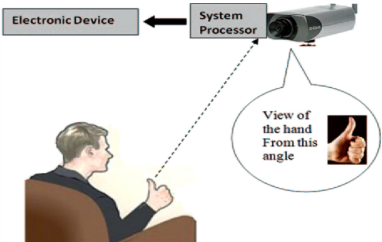 Electronic Device
System
Processor
View of
the hand
From this
angle